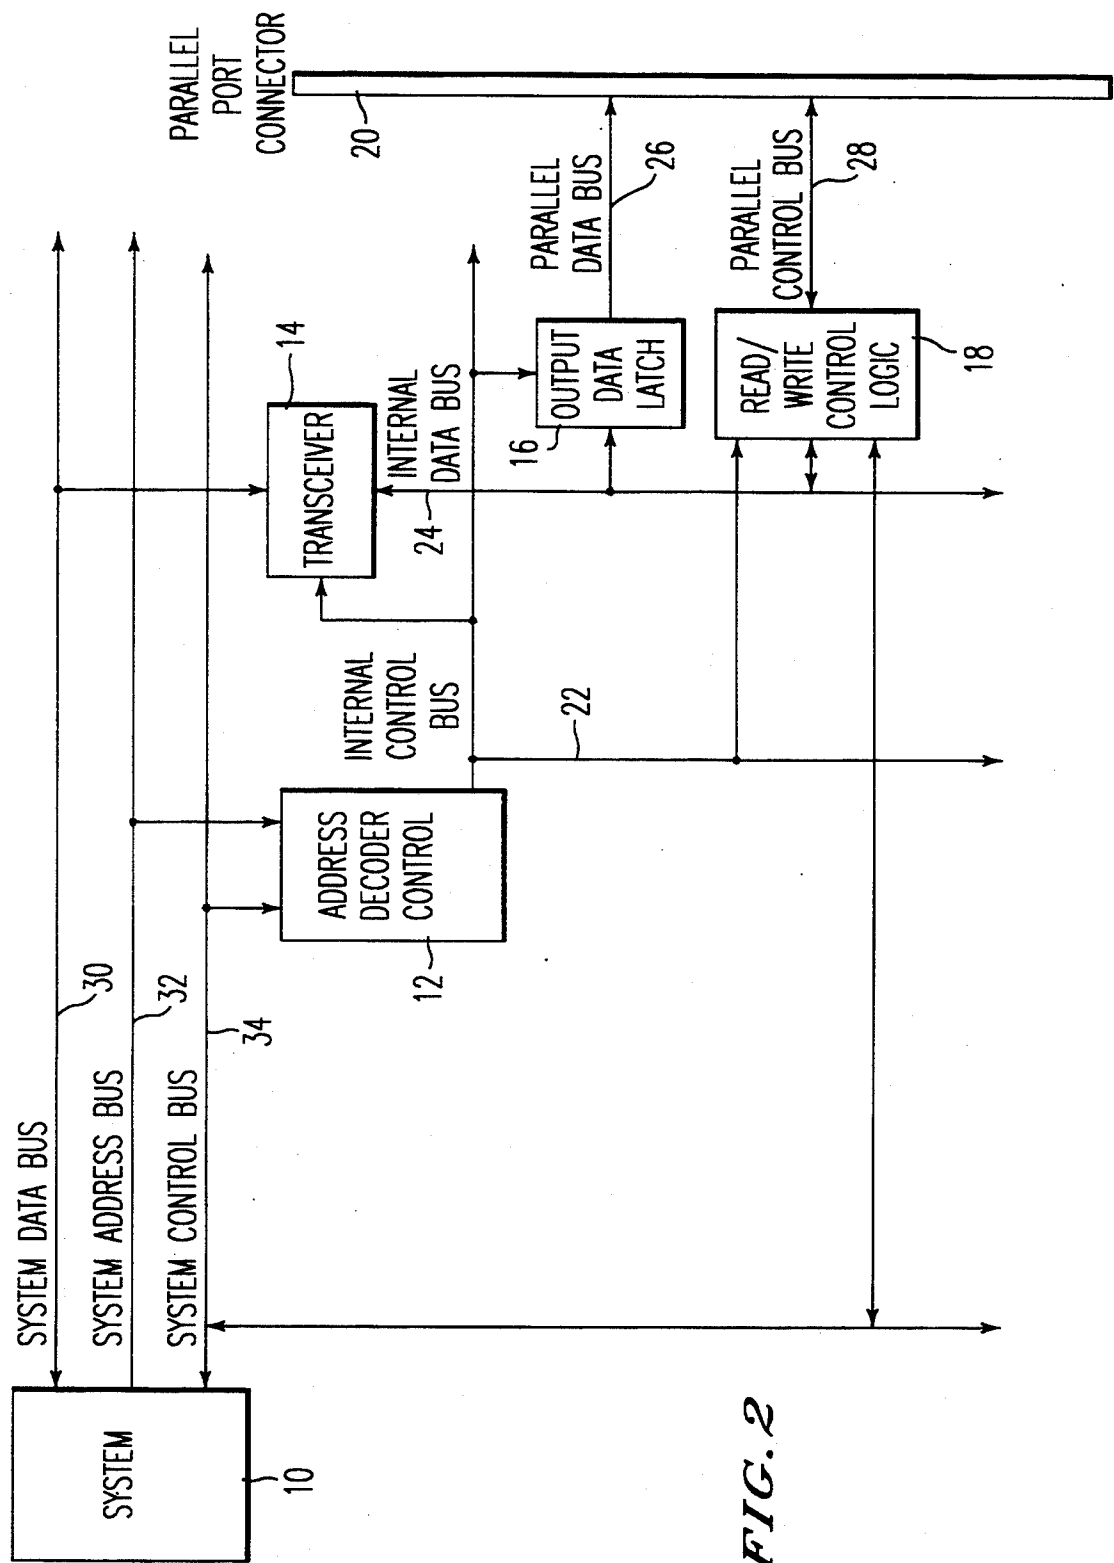 SYSTEM
10
SYSTEM DATA BUS
30
SYSTEM ADDRESS BUS
32
SYSTEM CONTROL BUS
34
ADDRESS
DECODER
CONTROL
12
INTERNAL
CONTROL
BUS
22
TRANSCEIVER
14
INTERNAL
DATA BUS
24
OUTPUT
DATA
LATCH
16
READ/
WRITE
CONTROL
LOGIC
18
PARALLEL
DATA BUS
26
PARALLEL
CONTROL BUS
28
PARALLEL
PORT
CONNECTOR
20
FIG. 2